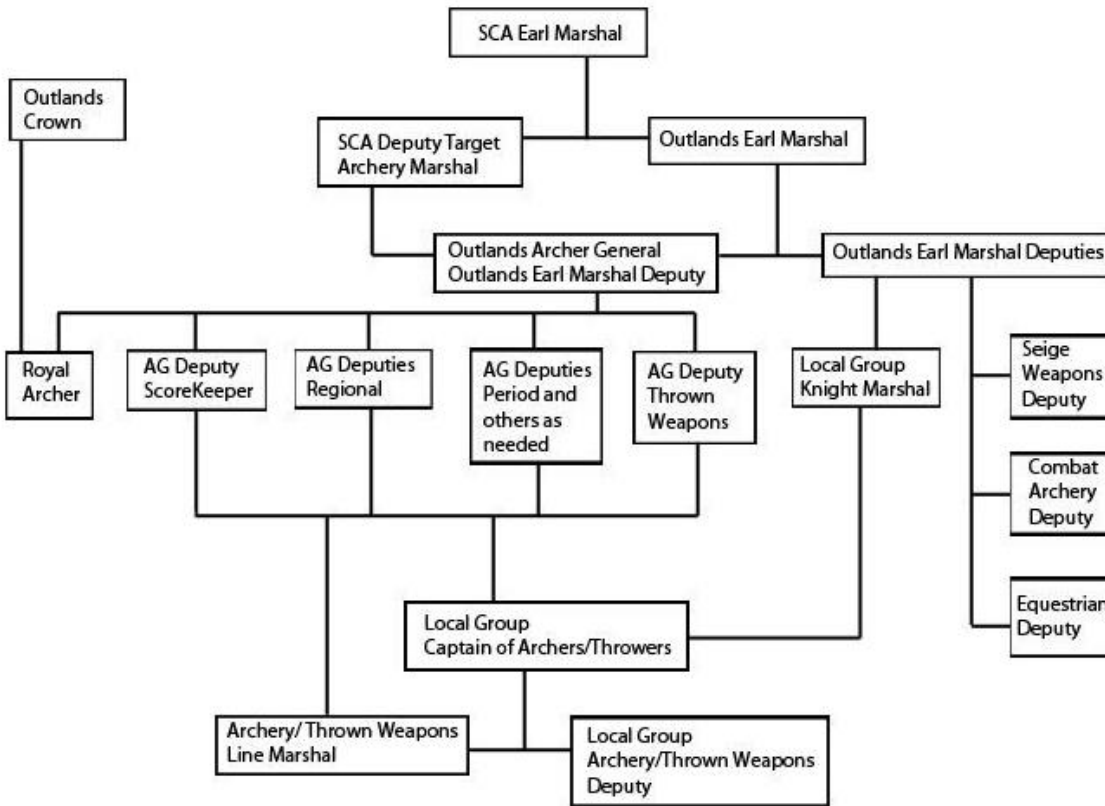 SCA Earl Marshal
Outlands
Crown
SCA Deputy Target
Archery Marshal
Outlands Earl Marshal
Outlands Archer General
Outlands Earl Marshal Deputy
Outlands Earl Marshal Deputies
Royal
Archer
AG Deputy
ScoreKeeper
AG Deputies
Regional
AG Deputies
Period and
others as
needed
AG Deputy
Thrown
Weapons
Local Group
Knight Marshal
Seige
Weapons
Deputy
Combat
Archery
Deputy
Equestrian
Deputy
Local Group
Captain of Archers/Throwers
Archery/ Thrown Weapons
Line Marshal
Local Group
Archery/Thrown Weapons
Deputy